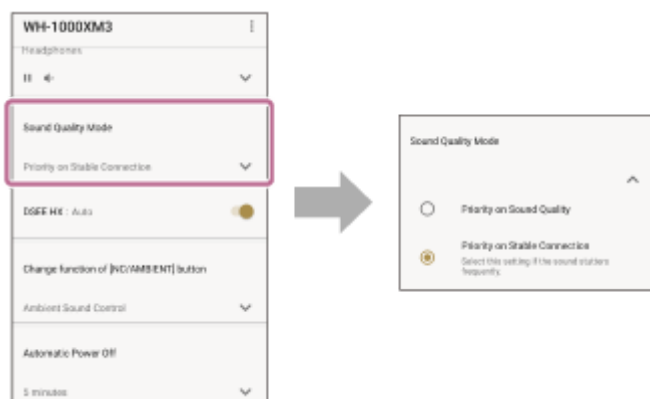 WH-1000XM3
Headphones
Sound Quality Mode
Priority on Stable Connection
DSEE HX : Auto
Change function of [NC/AMBIENT] button
Ambient Sound Control
Automatic Power Off
5 minutes
Sound Quality Mode
Priority on Sound Quality
Priority on Stable Connection
Select this setting if the sound stutters
frequently.